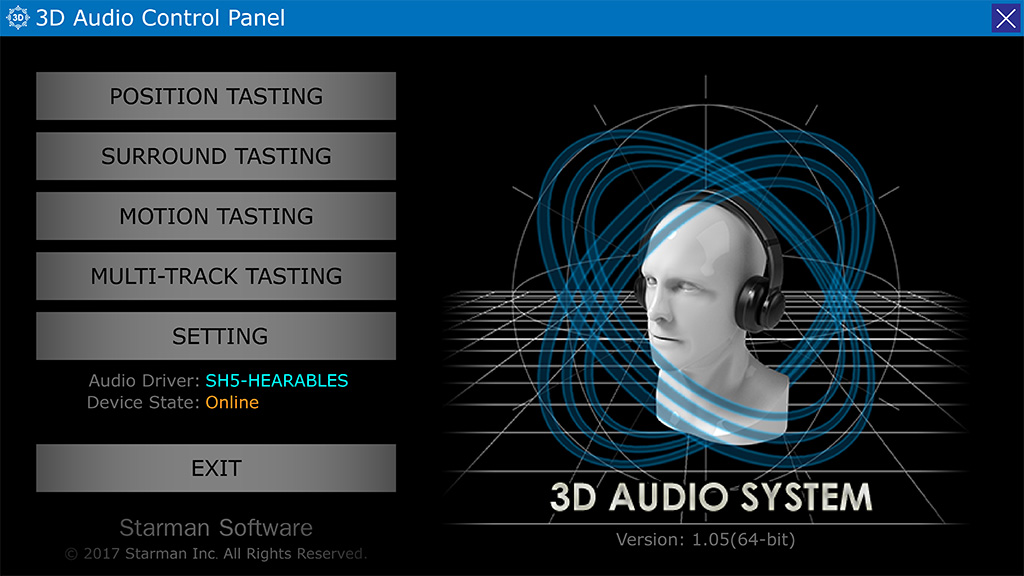 3D
3D Audio Control Panel
POSITION TASTING
SURROUND TASTING
MOTION TASTING
MULTI-TRACK TASTING
SETTING
Audio Driver: SH5-HEARABLES
Device State: Online
EXIT
Starman Software
© 2017 Starman Inc. All Rights Reserved.
3D AUDIO SYSTEM
Version: 1.05(64-bit)